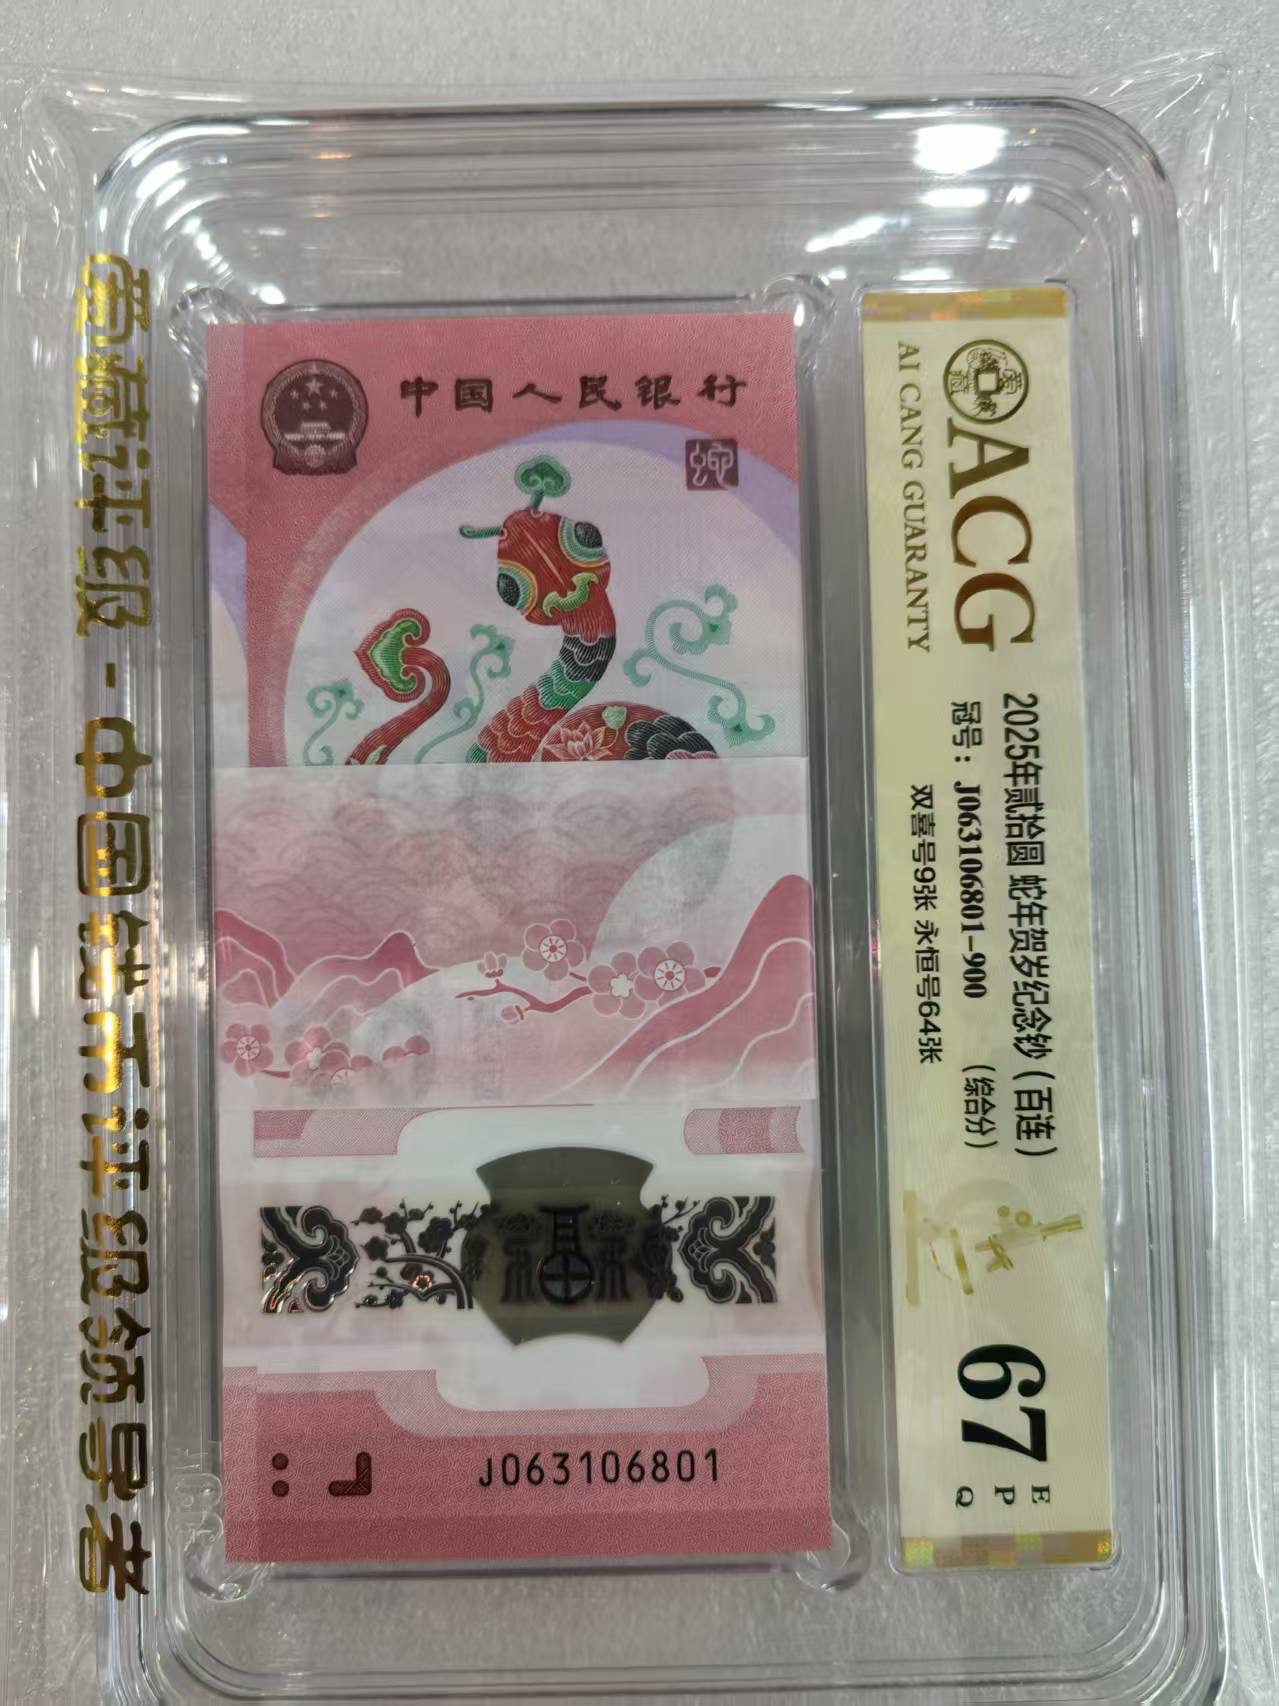 爱藏评级 - 中国钱币评级领导者
中国人民银行
蛇
J063106801
ACG
AI CANG GUARANTY
2025年贰拾圆 蛇年贺岁纪念钞（百连）
冠号：J063106801-900 （综合分）
双喜号9张 永恒号64张
67
E
P
Q